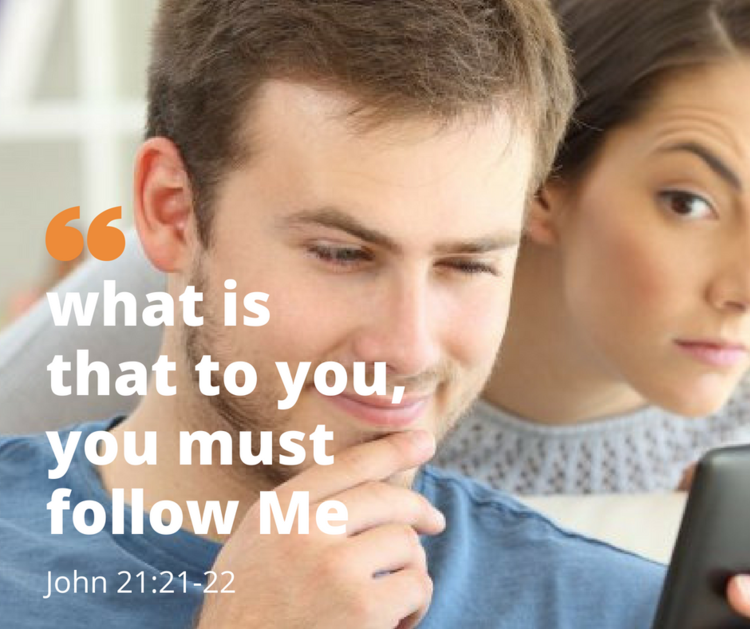 “
what is
that to you,
you must
follow Me
John 21:21-22